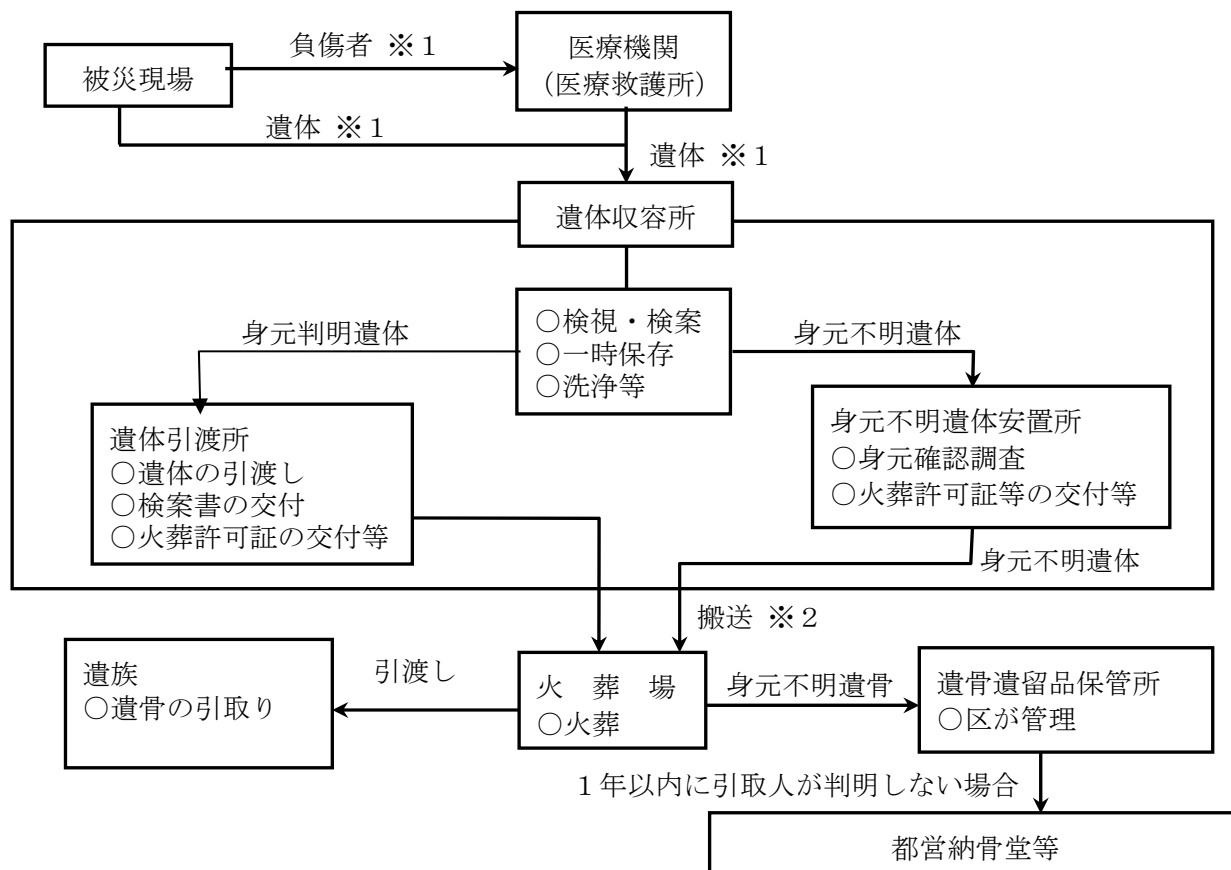 負傷者 ※１
医療機関
（医療救護所）
被災現場
遺体 ※１
遺体 ※１
遺体収容所
○検視・検案
○一時保存
○洗浄等
身元判明遺体
身元不明遺体
遺体引渡所
○遺体の引渡し
○検案書の交付
○火葬許可証の交付等
身元不明遺体安置所
○身元確認調査
○火葬許可証等の交付等
身元不明遺体
搬送 ※２
遺族
○遺骨の引取り
引渡し
火　葬　場
○火葬
身元不明遺骨
遺骨遺留品保管所
○区が管理
１年以内に引取人が判明しない場合
都営納骨堂等